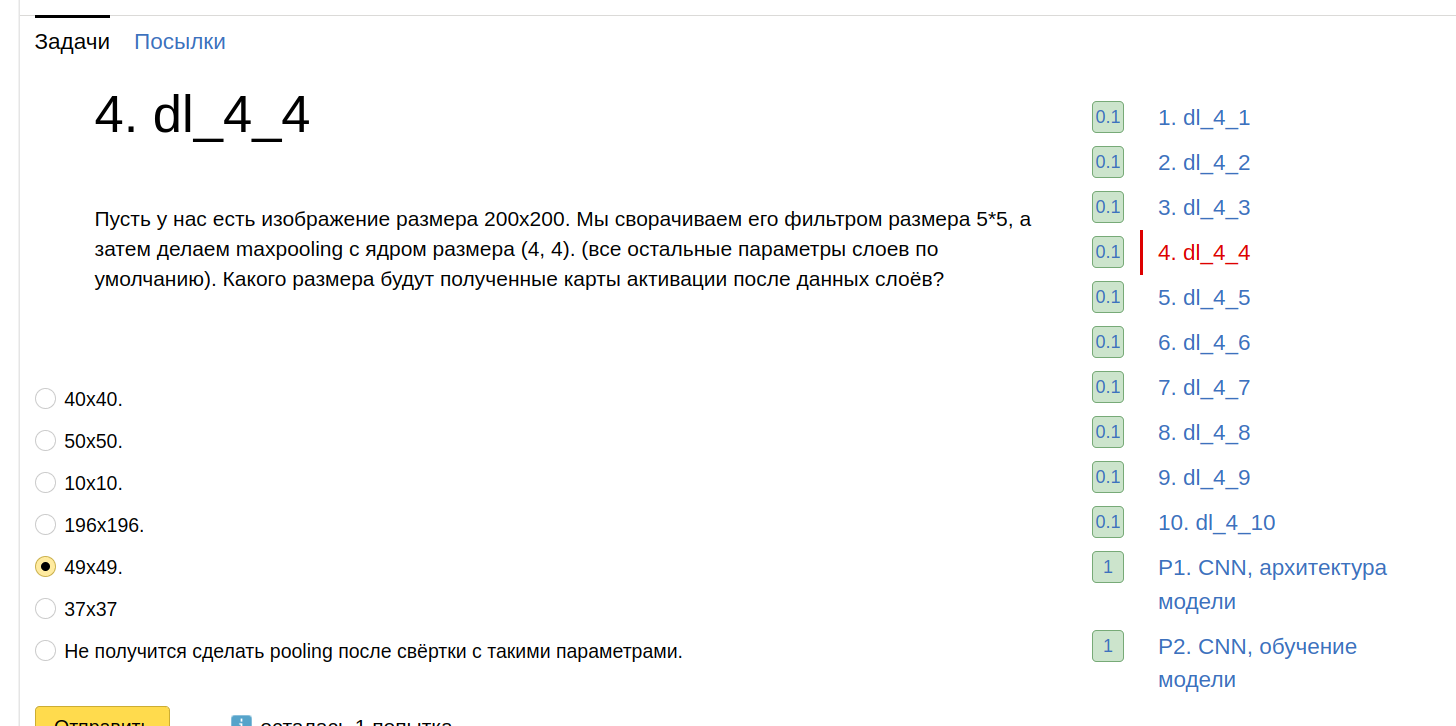 Задачи Посылки
4. dl_4_4
Пусть у нас есть изображение размера 200x200. Мы сворачиваем его фильтром размера 5*5, а
затем делаем maxpooling с ядром размера (4, 4). (все остальные параметры слоев по
умолчанию). Какого размера будут полученные карты активации после данных слоёв?
40x40.
50x50.
10x10.
196x196.
49x49.
37x37
Не получится сделать pooling после свёртки с такими параметрами.
Отправить осталась 1 попытка
0.1 1. dl_4_1
0.1 2. dl_4_2
0.1 3. dl_4_3
0.1 4. dl_4_4
0.1 5. dl_4_5
0.1 6. dl_4_6
0.1 7. dl_4_7
0.1 8. dl_4_8
0.1 9. dl_4_9
0.1 10. dl_4_10
1 P1. CNN, архитектура
модели
1 P2. CNN, обучение
модели